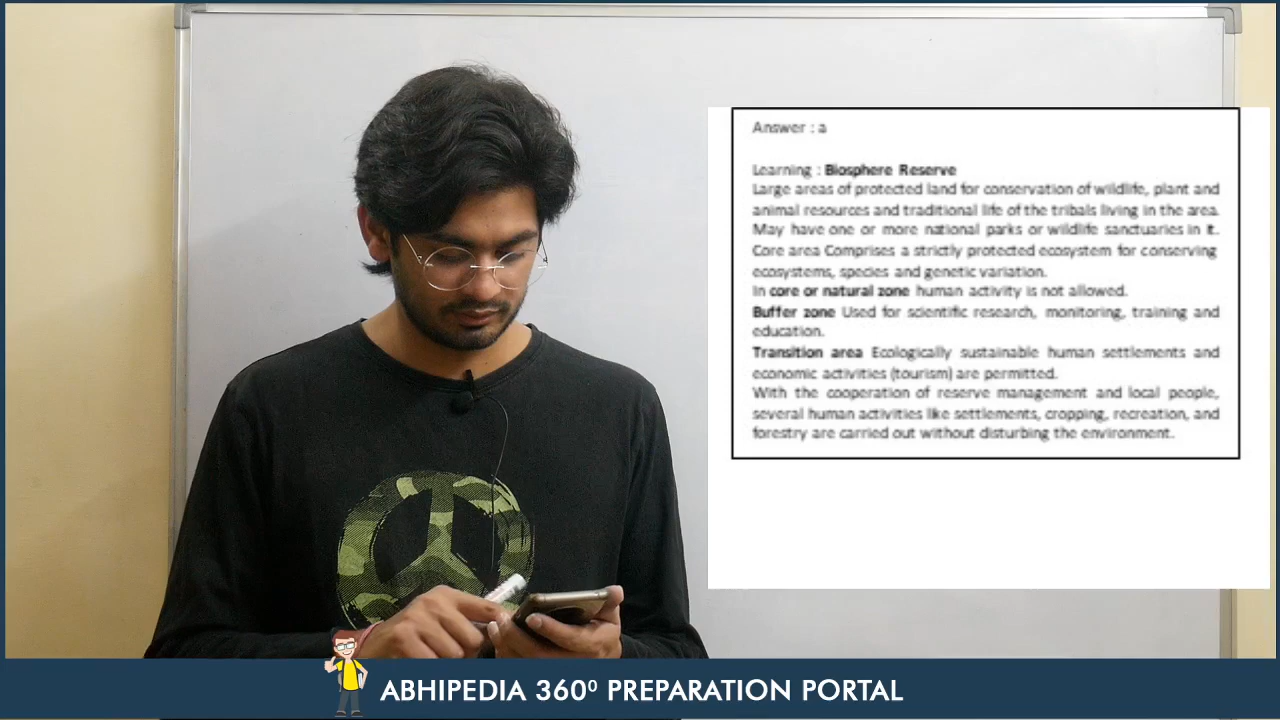 Answer : a
Learning : Biosphere Reserve
Large areas of protected land for conservation of wildlife, plant and
animal resources and traditional life of the tribals living in the area.
May have one or more national parks or wildlife sanctuaries in it.
Core area Comprises a strictly protected ecosystem for conserving
ecosystems, species and genetic variation.
In core or natural zone human activity is not allowed.
Buffer zone Used for scientific research, monitoring, training and
education.
Transition area Ecologically sustainable human settlements and
economic activities (tourism) are permitted.
With the cooperation of reserve management and local people,
several human activities like settlements, cropping, recreation, and
forestry are carried out without disturbing the environment.
ABHIPEDIA 360⁰ PREPARATION PORTAL